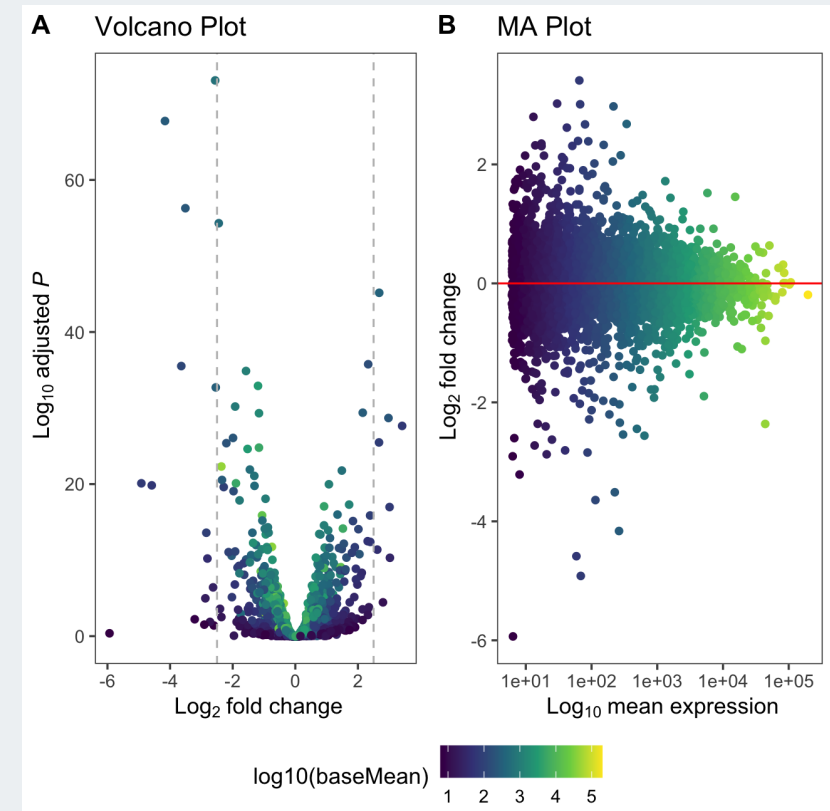 A Volcano Plot
B MA Plot
Log10 adjusted P
60
40
20
0
-6 -4 -2 0 2
Log2 fold change
Log2 fold change
2
0
-2
-4
-6
1e+01 1e+02 1e+03 1e+04 1e+05
Log10 mean expression
log10(baseMean)
1 2 3 4 5